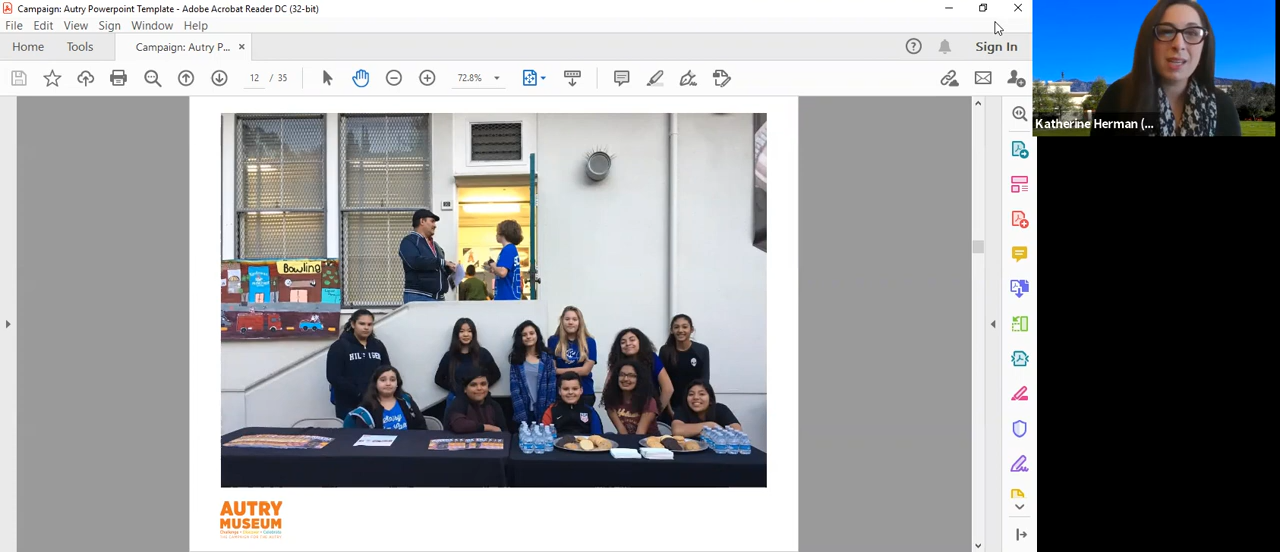 Campaign: Autry Powerpoint Template - Adobe Acrobat Reader DC (32-bit)
File Edit View Sign Window Help
Home Tools Campaign: Autry P... × Sign In
12 / 35 72.8%
Katherine Herman (...
Bowling
AUTRY
MUSEUM